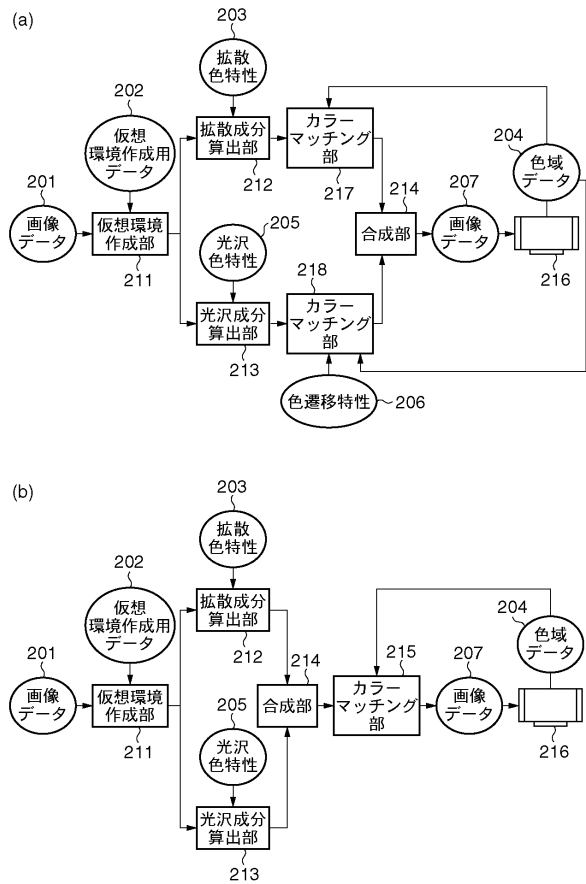 (a)
203
拡散
色特性
202
仮想
環境作成用
データ
拡散成分
算出部
212
カラー
マッチング
部
217
204
色域
データ
201
画像
データ
仮想環境
作成部
211
205
光沢
色特性
214
合成部
207
画像
データ
216
218
カラー
マッチング
部
光沢成分
算出部
213
色遷移特性
206
(b)
203
拡散
色特性
202
仮想
環境作成用
データ
拡散成分
算出部
212
204
色域
データ
201
画像
データ
仮想環境
作成部
211
205
光沢
色特性
214
合成部
215
カラー
マッチング
部
207
画像
データ
216
光沢成分
算出部
213